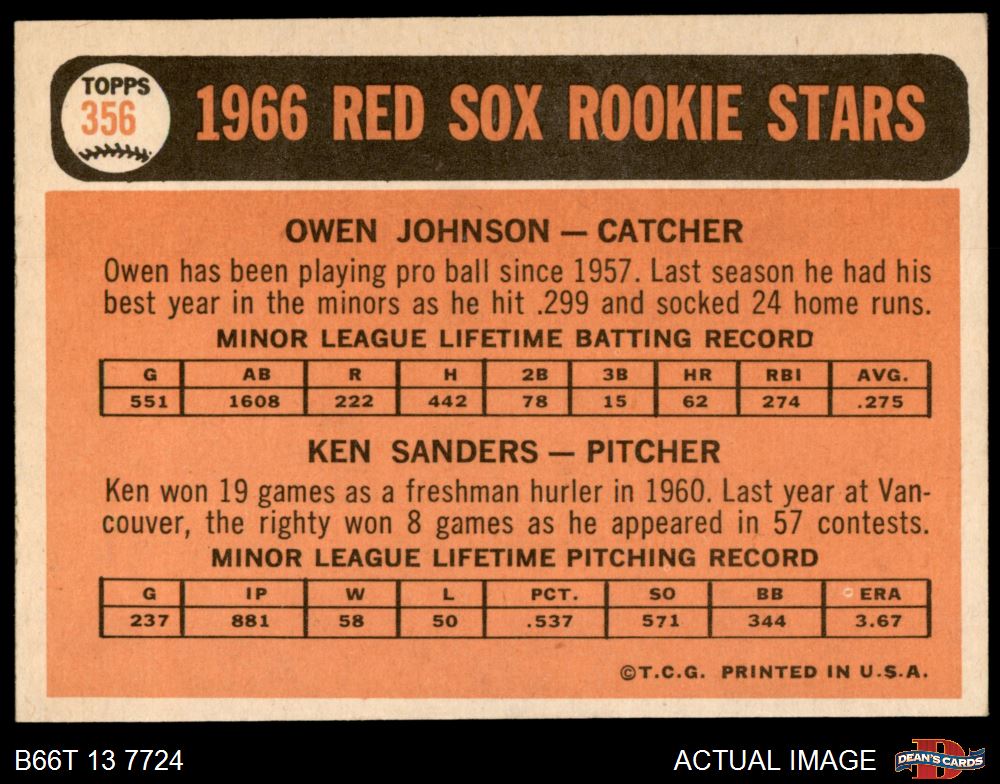 TOPPS
356
1966 RED SOX ROOKIE STARS
OWEN JOHNSON — CATCHER
Owen has been playing pro ball since 1957. Last season he had his
best year in the minors as he hit .299 and socked 24 home runs.
MINOR LEAGUE LIFETIME BATTING RECORD
G AB R H 2B 3B HR RBI AVG.
551 1608 222 442 78 15 62 274 .275
KEN SANDERS — PITCHER
Ken won 19 games as a freshman hurler in 1960. Last year at Van-
couver, the righty won 8 games as he appeared in 57 contests.
MINOR LEAGUE LIFETIME PITCHING RECORD
G IP W L PCT. SO BB ERA
237 881 58 50 .537 571 344 3.67
©T.C.G. PRINTED IN U.S.A.
B66T 13 7724
ACTUAL IMAGE
D
DEAN'S CARDS